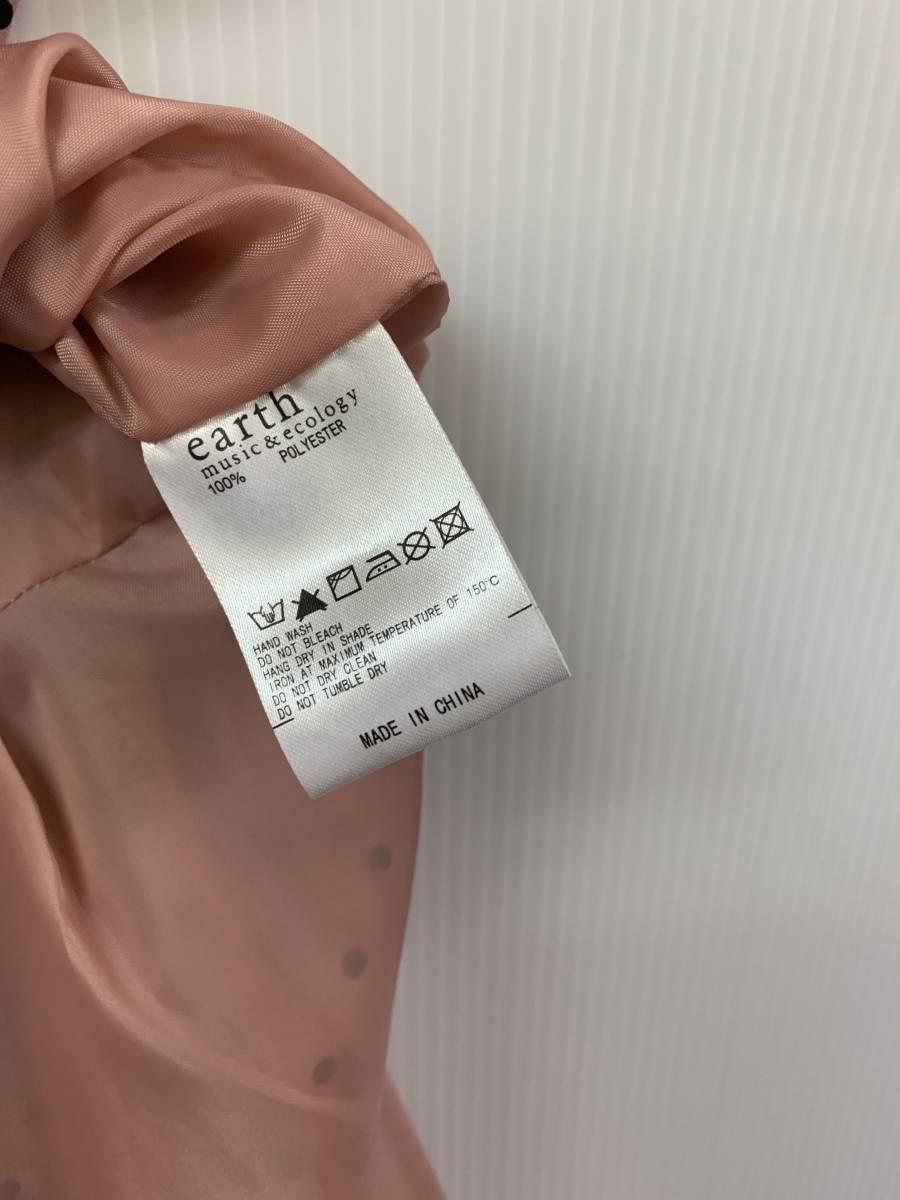 earth
music & ecology
100% POLYESTER
HAND WASH
DO NOT BLEACH
HANG DRY IN SHADE
IRON AT MAXIMUM TEMPERATURE OF 150℃
DO NOT DRY CLEAN
DO NOT TUMBLE DRY
MADE IN CHINA